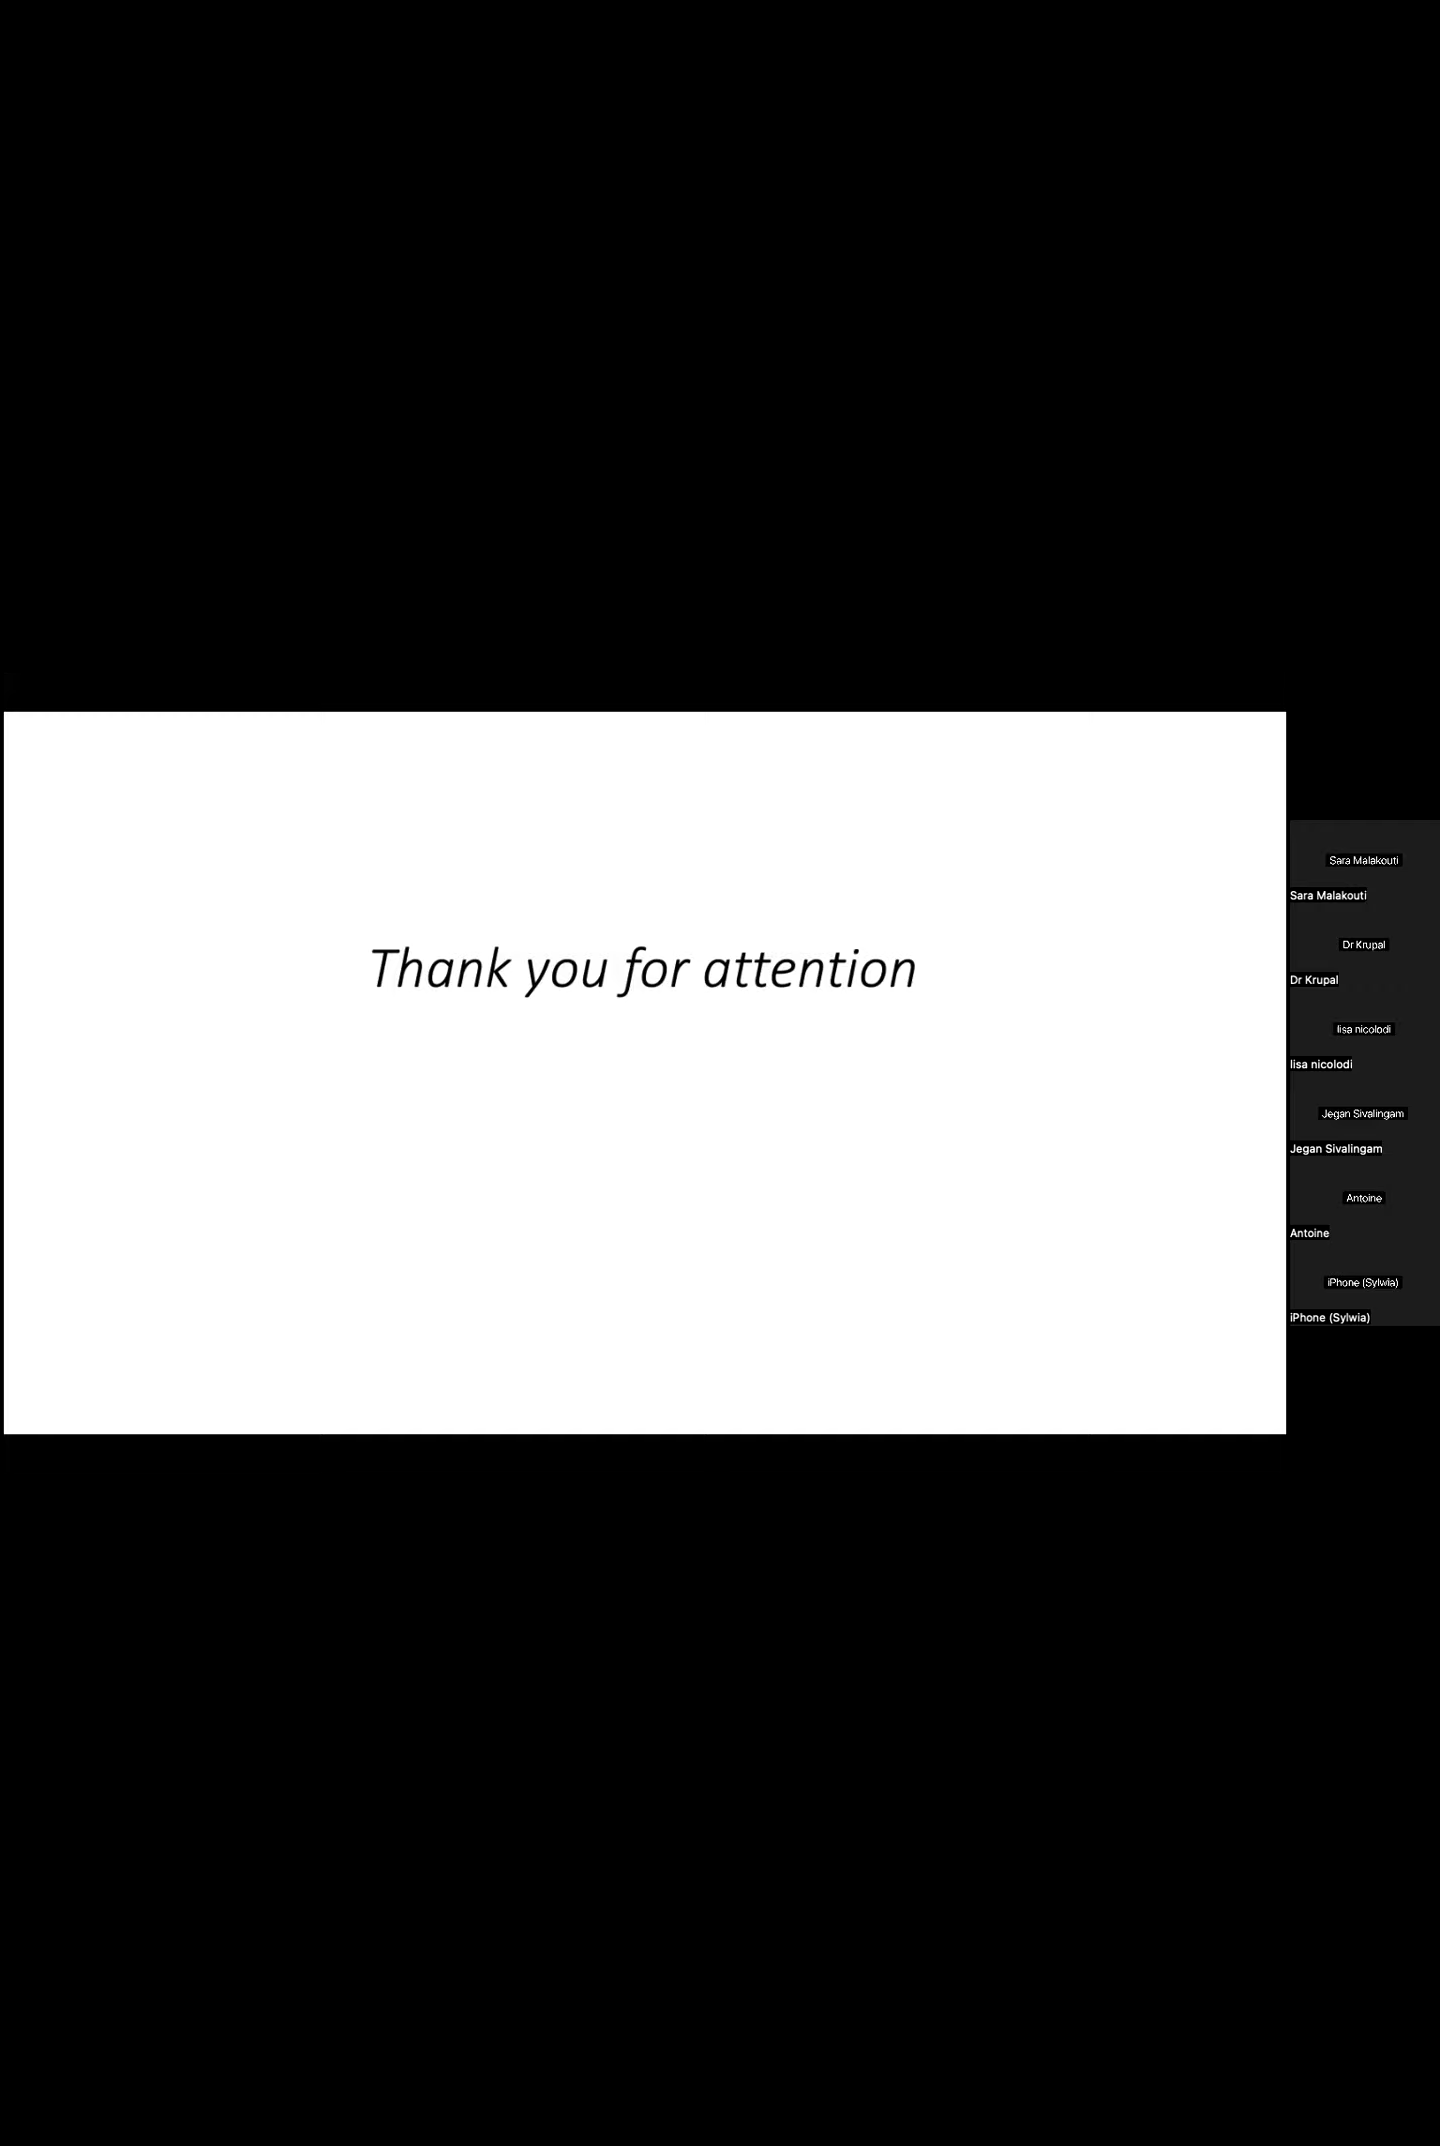 Thank you for attention
Sara Malakouti
Sara Malakouti
Dr Krupal
Dr Krupal
lisa nicolodi
lisa nicolodi
Jegan Sivalingam
Jegan Sivalingam
Antoine
Antoine
iPhone (Sylwia)
iPhone (Sylwia)